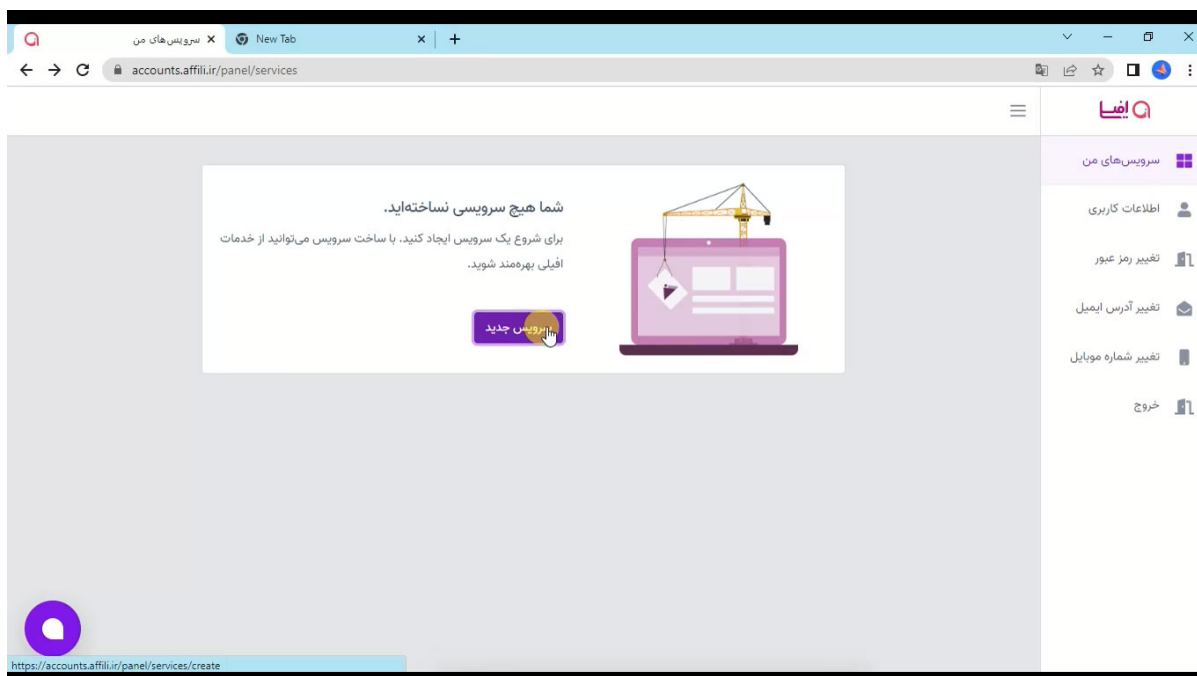 سرویس‌های من
New Tab
accounts.affili.ir/panel/services
افیلی
سرویس‌های من
اطلاعات کاربری
تغییر رمز عبور
تغییر آدرس ایمیل
تغییر شماره موبایل
خروج
شما هیچ سرویسی نساخته‌اید.
برای شروع یک سرویس ایجاد کنید. با ساخت سرویس می‌توانید از خدمات
افیلی بهره‌مند شوید.
سرویس جدید
https://accounts.affili.ir/panel/services/create